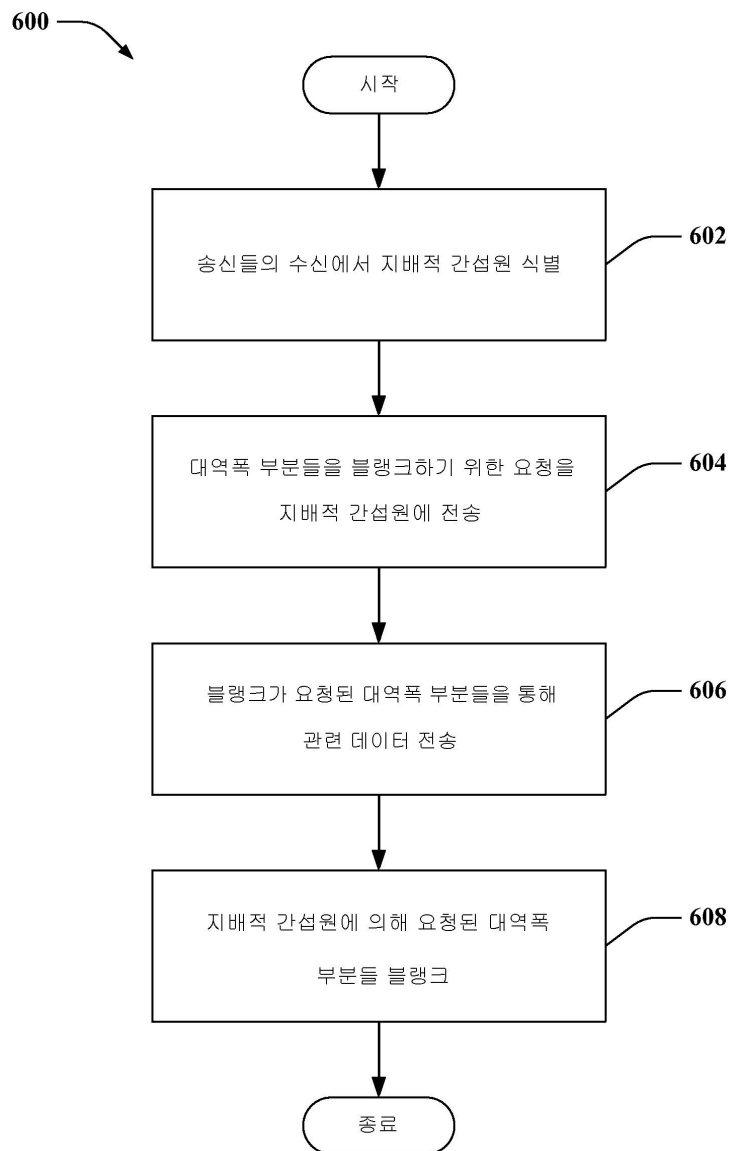 600
시작
송신들의 수신에서 지배적 간섭원 식별
602
대역폭 부분들을 블랭크하기 위한 요청을
지배적 간섭원에 전송
604
블랭크가 요청된 대역폭 부분들을 통해
관련 데이터 전송
606
지배적 간섭원에 의해 요청된 대역폭
부분들 블랭크
608
종료